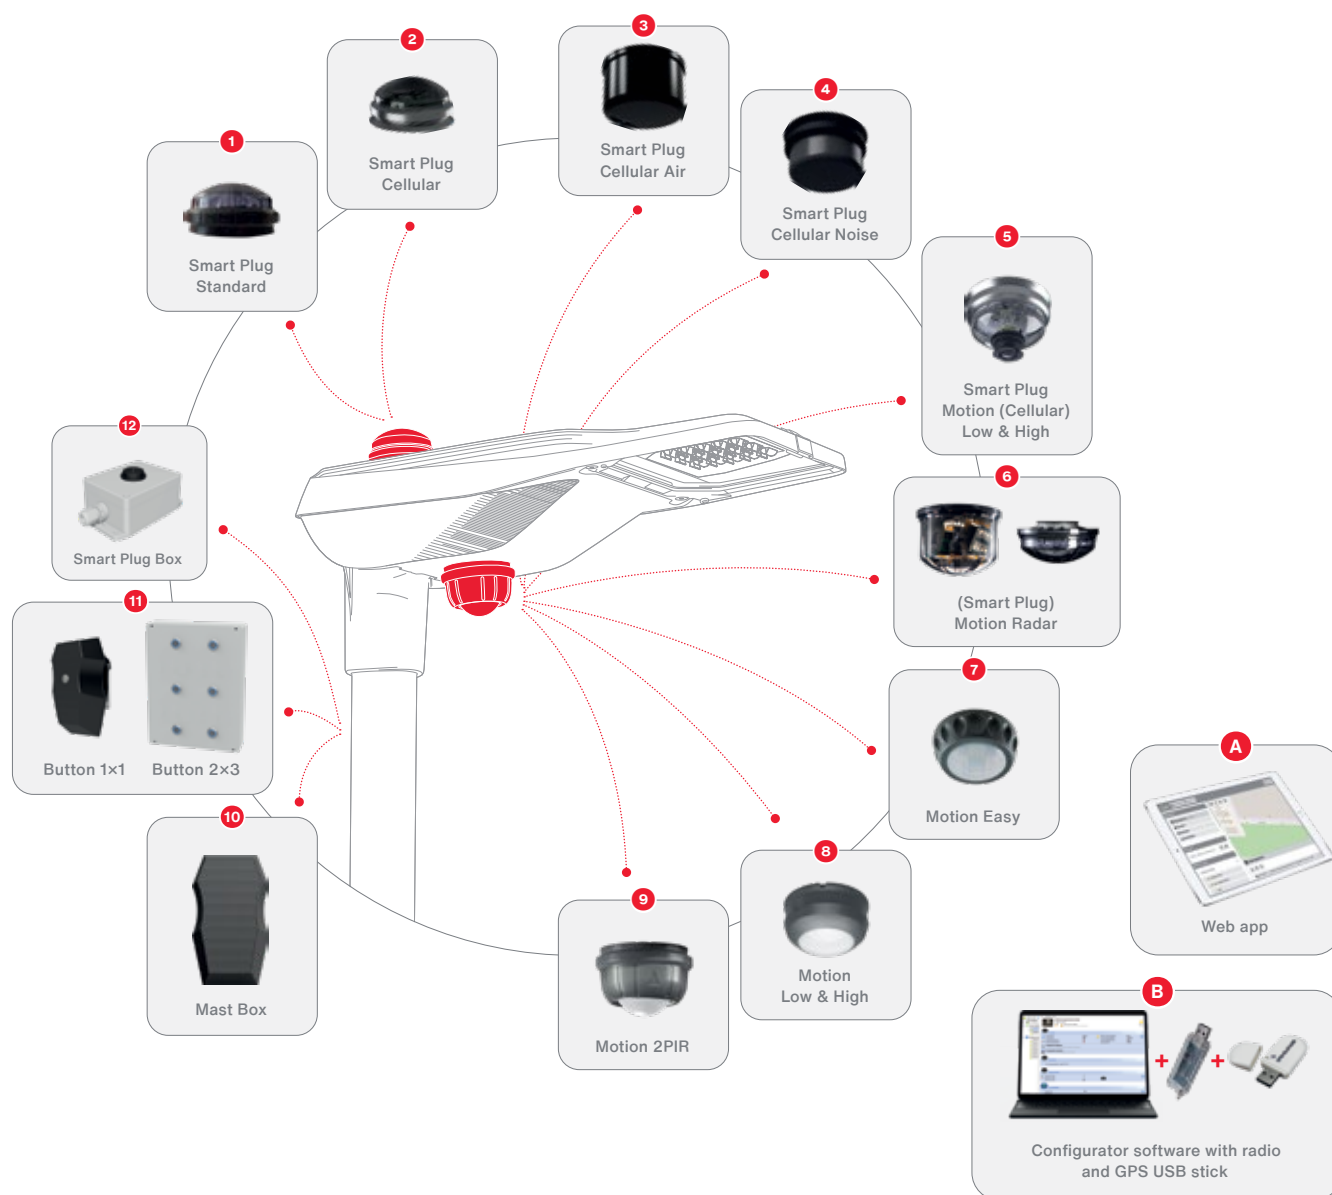 1
Smart Plug
Standard
2
Smart Plug
Cellular
3
Smart Plug
Cellular Air
4
Smart Plug
Cellular Noise
5
Smart Plug
Motion (Cellular)
Low & High
6
(Smart Plug)
Motion Radar
7
Motion Easy
8
Motion
Low & High
9
Motion 2PIR
10
Mast Box
11
Button 1×1
Button 2×3
12
Smart Plug Box
A
Web app
B
+ +
Configurator software with radio
and GPS USB stick